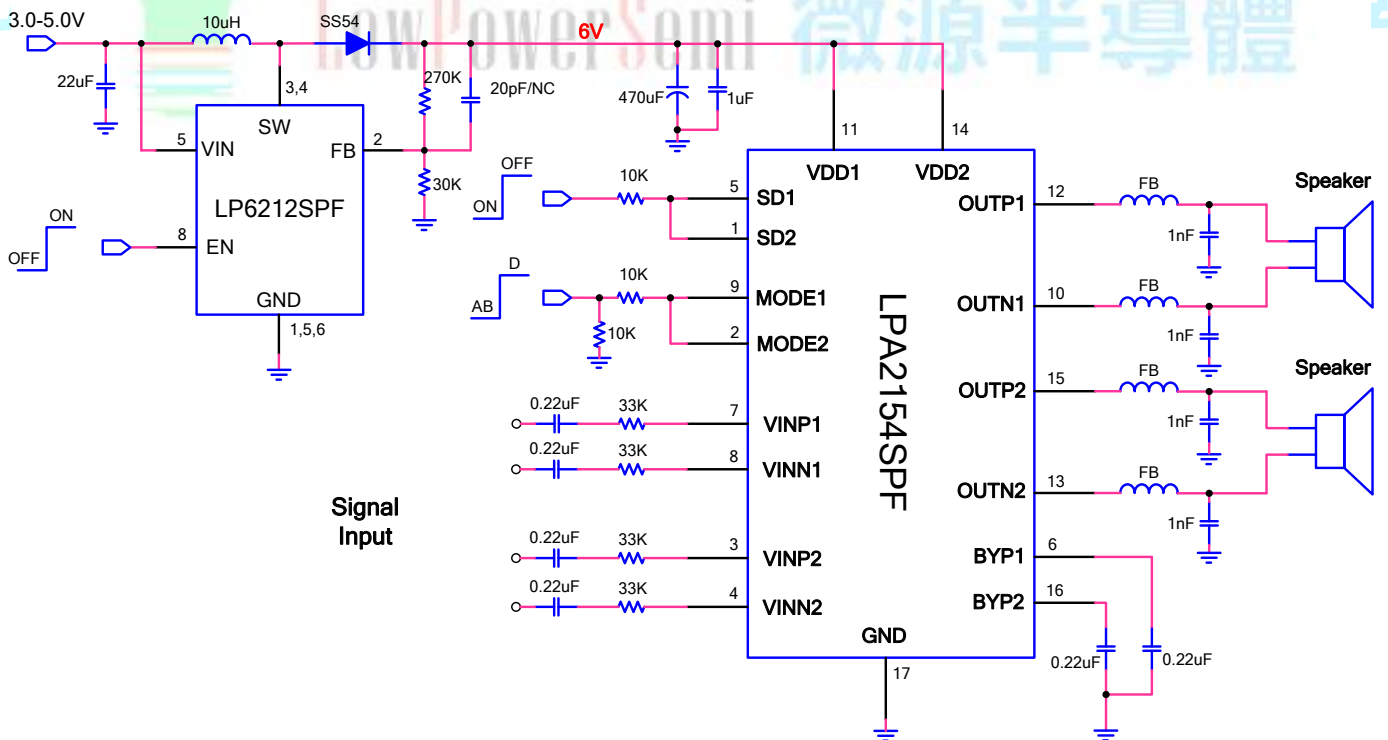 LowPowerSemi 微源半導體
3.0-5.0V
10uH
SS54
6V
22uF
270K
20pF/NC
470uF
1uF
3,4
SW
5
VIN
FB
2
30K
LP6212SPF
ON
OFF
8
EN
GND
1,5,6
OFF
ON
10K
5
SD1
1
SD2
D
AB
10K
10K
9
MODE1
2
MODE2
0.22uF
33K
7
VINP1
0.22uF
33K
8
VINN1
Signal
Input
0.22uF
33K
3
VINP2
0.22uF
33K
4
VINN2
11
VDD1
14
VDD2
LPA2154SPF
GND
17
OUTP1
12
FB
1nF
Speaker
OUTN1
10
FB
1nF
OUTP2
15
FB
1nF
Speaker
OUTN2
13
FB
1nF
BYP1
6
BYP2
16
0.22uF
0.22uF